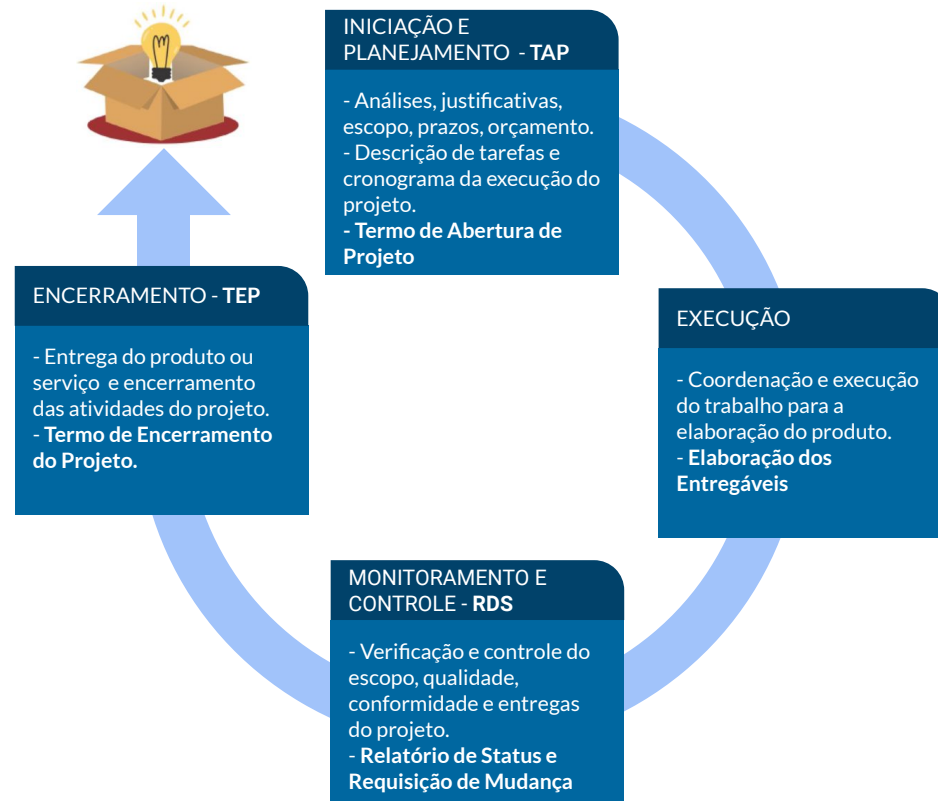 INICIAÇÃO E
PLANEJAMENTO - TAP
- Análises, justificativas,
escopo, prazos, orçamento.
- Descrição de tarefas e
cronograma da execução do
projeto.
- Termo de Abertura de
Projeto
EXECUÇÃO
- Coordenação e execução
do trabalho para a
elaboração do produto.
- Elaboração dos
Entregáveis
MONITORAMENTO E
CONTROLE - RDS
- Verificação e controle do
escopo, qualidade,
conformidade e entregas
do projeto.
- Relatório de Status e
Requisição de Mudança
ENCERRAMENTO - TEP
- Entrega do produto ou
serviço e encerramento
das atividades do projeto.
- Termo de Encerramento
do Projeto.